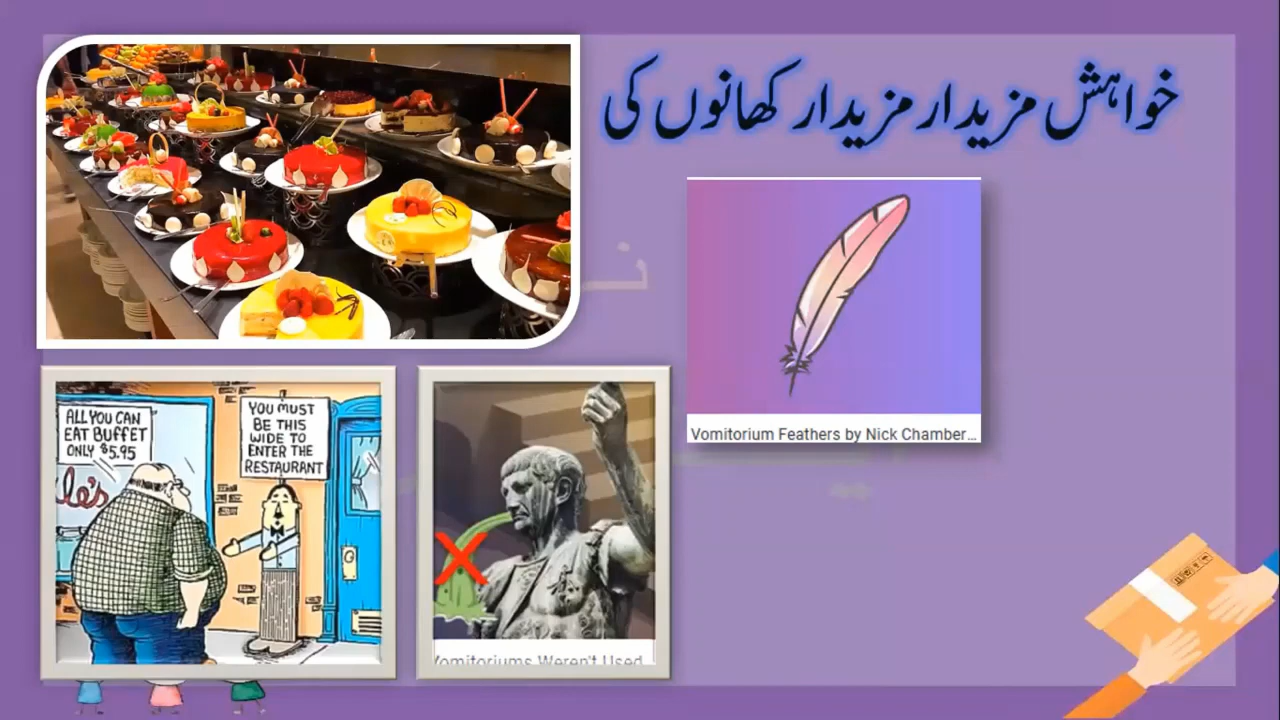 خواہش مزیدار مزیدار کھانوں کی
Vomitorium Feathers by Nick Chamber...
ALL YOU CAN
EAT BUFFET
ONLY $5.95
YOU MUST
BE THIS
WIDE TO
ENTER THE
RESTAURANT
Vomitoriums Weren't Used